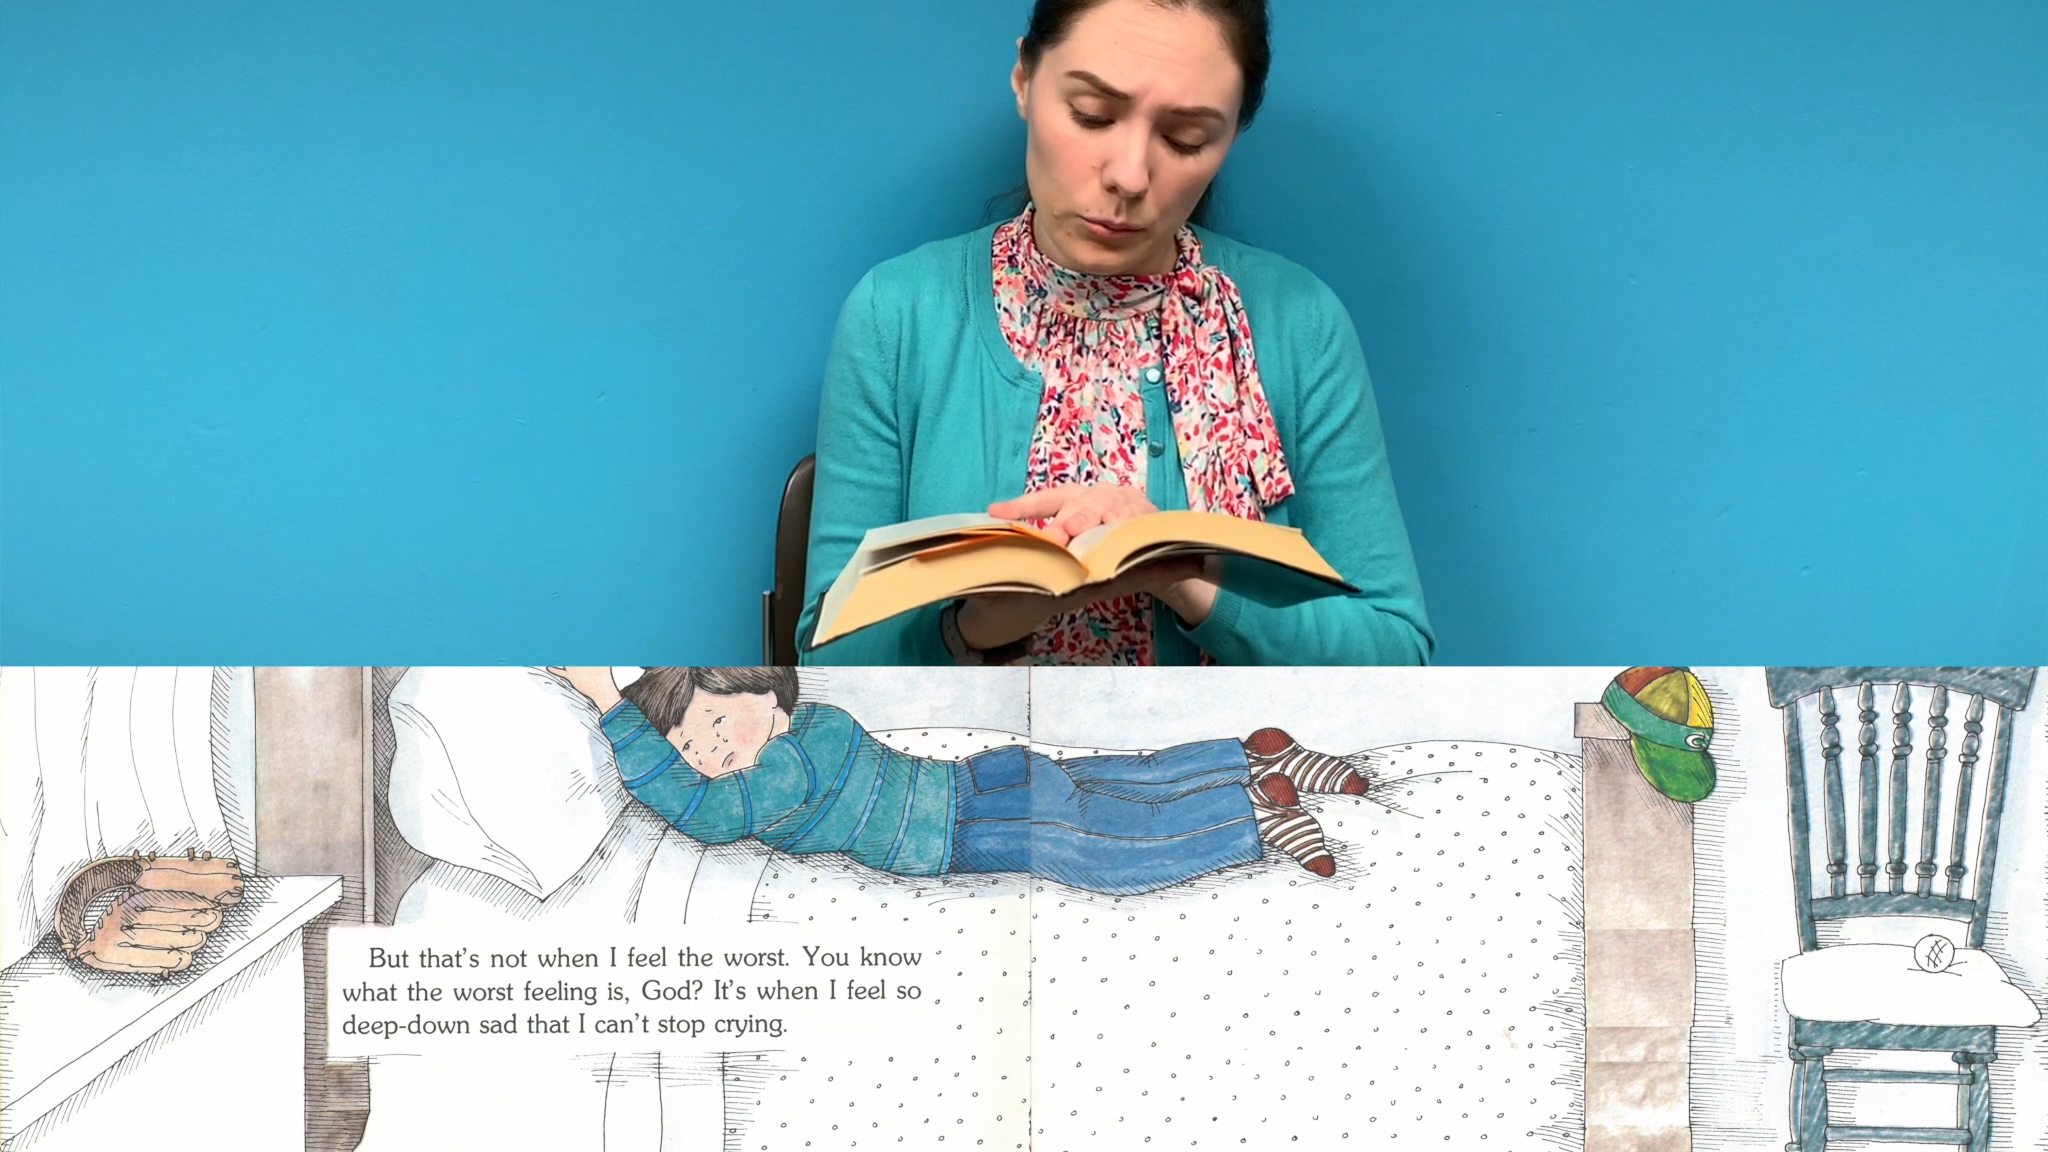 But that's not when I feel the worst. You know
what the worst feeling is, God? It's when I feel so
deep-down sad that I can't stop crying.